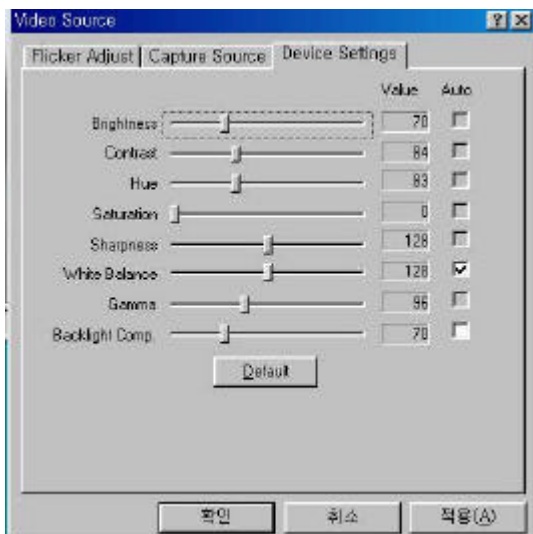 Video Source
Flicker Adjust Capture Source Device Settings
Value Auto
Brightness 70
Contrast 84
Hue 83
Saturation 0
Sharpness 128
White Balance 128
Gamma 96
Backlight Comp. 70
Default
확인 취소 적용(A)